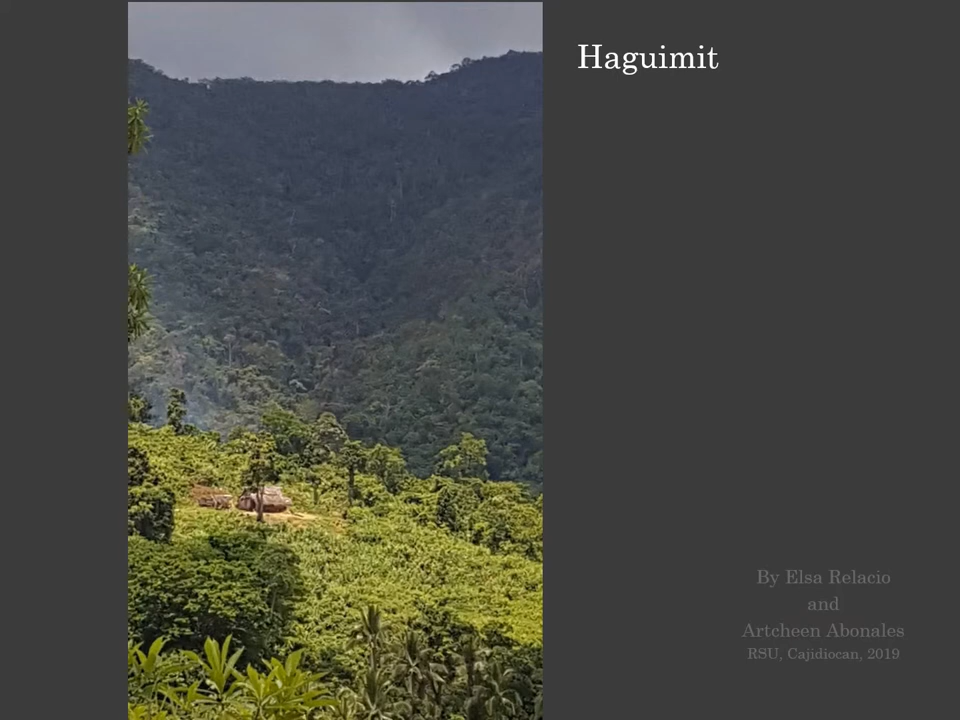 Haguimit
By Elsa Relacio
and
Artcheen Abonales
RSU, Cajidiocan, 2019